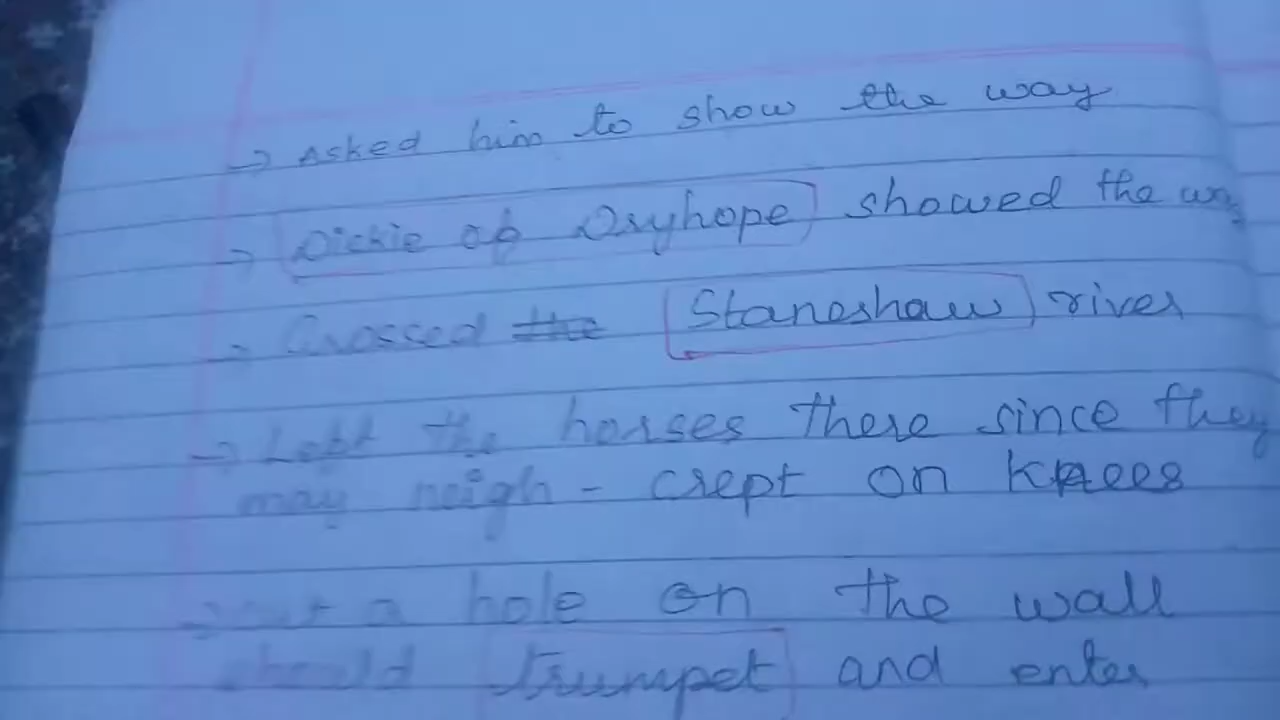 → Asked him to show the way
→ Dickie of Dryhope showed the way
→ Crossed the Staneshaw river
→ Left the horses there since they
may neigh - crept on knees
→ a hole on the wall
should trumpet and enter